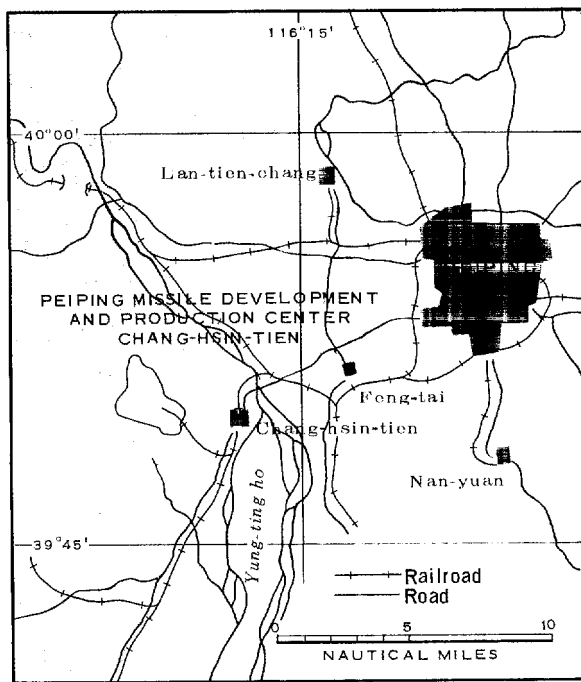 116°15'
40°00'
Lan-tien-chang
PEIPING
PEIPING MISSILE DEVELOPMENT
AND PRODUCTION CENTER
CHANG-HSIN-TIEN
Feng-tai
Chang-hsin-tien
Nan-yuan
Yung-ting ho
39°45'
Railroad
Road
0 5 10
NAUTICAL MILES